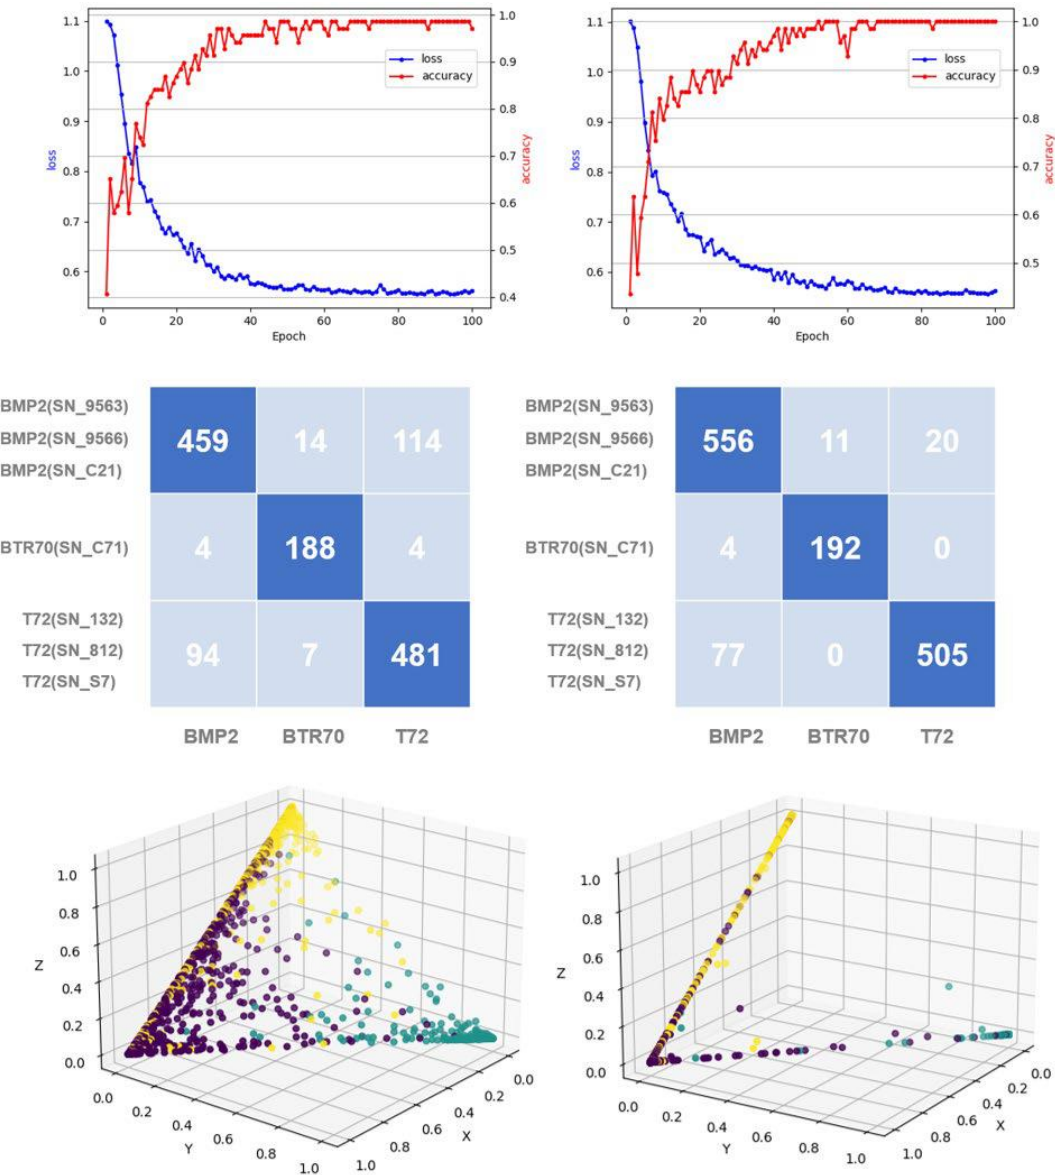 1.1
1.0
0.9
0.8
0.7
0.6
loss
loss
accuracy
1.0
0.9
0.8
0.7
0.6
0.5
0.4
accuracy
0 20 40 60 80 100
Epoch
1.1
1.0
0.9
0.8
0.7
0.6
loss
loss
accuracy
1.0
0.9
0.8
0.7
0.6
0.5
accuracy
0 20 40 60 80 100
Epoch
BMP2(SN_9563)
BMP2(SN_9566)
BMP2(SN_C21)
459 14 114
BTR70(SN_C71)
4 188 4
T72(SN_132)
T72(SN_812)
T72(SN_S7)
94 7 481
BMP2 BTR70 T72
BMP2(SN_9563)
BMP2(SN_9566)
BMP2(SN_C21)
556 11 20
BTR70(SN_C71)
4 192 0
T72(SN_132)
T72(SN_812)
T72(SN_S7)
77 0 505
BMP2 BTR70 T72
1.0
0.8
0.6
0.4
0.2
0.0
Z
0.0 0.2 0.4 0.6 0.8 1.0
Y
0.0
0.2
0.4
0.6
0.8
1.0
X
1.0
0.8
0.6
0.4
0.2
0.0
Z
0.0 0.2 0.4 0.6 0.8 1.0
Y
0.0
0.2
0.4
0.6
0.8
1.0
X